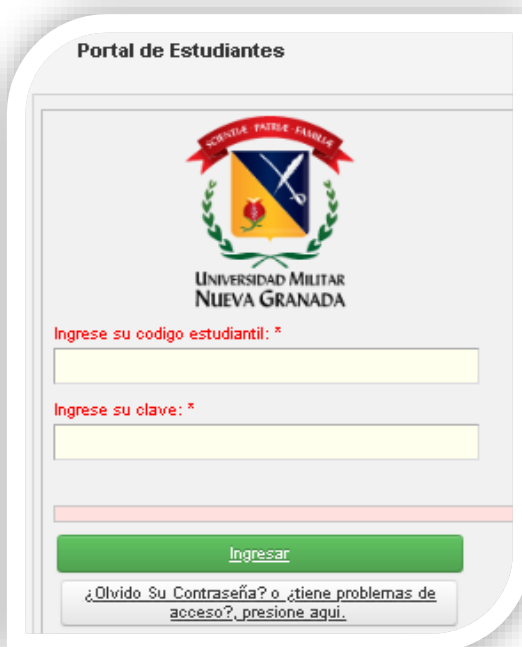 Portal de Estudiantes
SCIENTIÆ · PATRIÆ · FAMILIÆ
UNIVERSIDAD MILITAR
NUEVA GRANADA
Ingrese su codigo estudiantil: *
Ingrese su clave: *
Ingresar
¿Olvido Su Contraseña? o ¿tiene problemas de
acceso?, presione aqui.